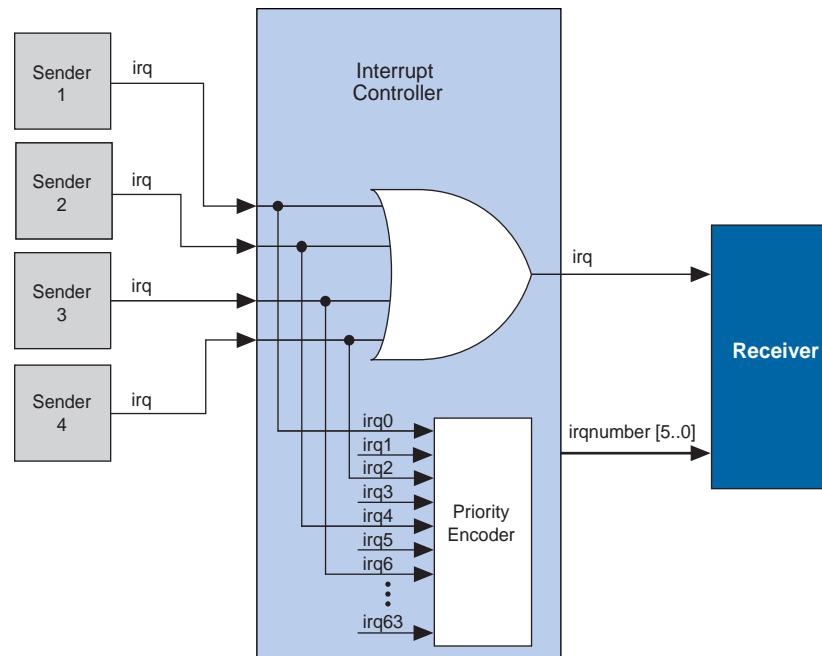 Sender
1
irq
Sender
2
irq
Sender
3
irq
Sender
4
irq
Interrupt
Controller
irq0
irq1
irq2
irq3
irq4
irq5
irq6
irq63
Priority
Encoder
irq
irqnumber [5..0]
Receiver